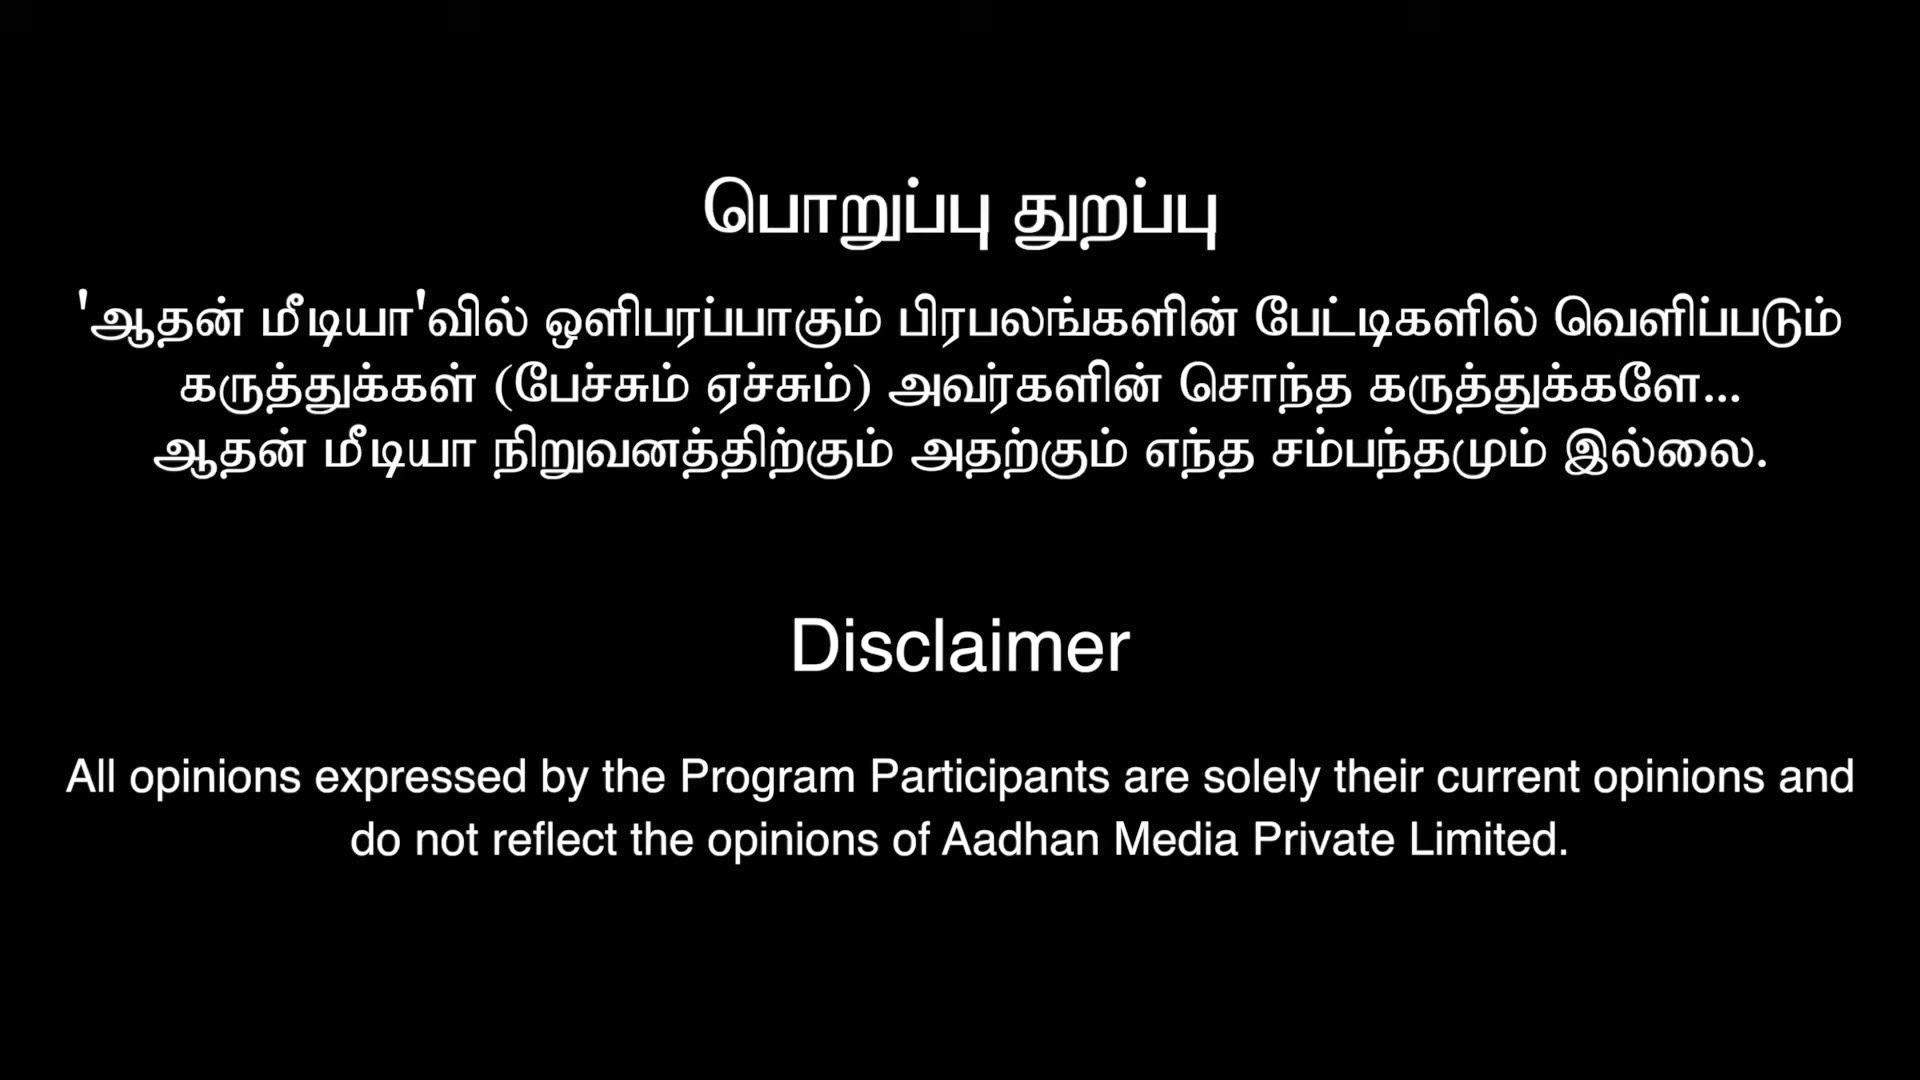 பொறுப்பு துறப்பு
'ஆதன் மீடியா'வில் ஒளிபரப்பாகும் பிரபலங்களின் பேட்டிகளில் வெளிப்படும்
கருத்துக்கள் (பேச்சும் ஏச்சும்) அவர்களின் சொந்த கருத்துக்களே...
ஆதன் மீடியா நிறுவனத்திற்கும் அதற்கும் எந்த சம்பந்தமும் இல்லை.
Disclaimer
All opinions expressed by the Program Participants are solely their current opinions and
do not reflect the opinions of Aadhan Media Private Limited.